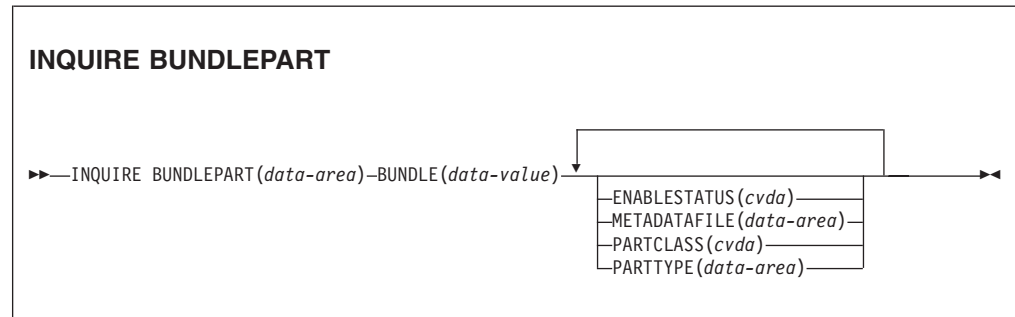 INQUIRE BUNDLEPART
INQUIRE BUNDLEPART(data-area) BUNDLE(data-value)
ENABLESTATUS(cvda)
METADATAFILE(data-area)
PARTCLASS(cvda)
PARTTYPE(data-area)